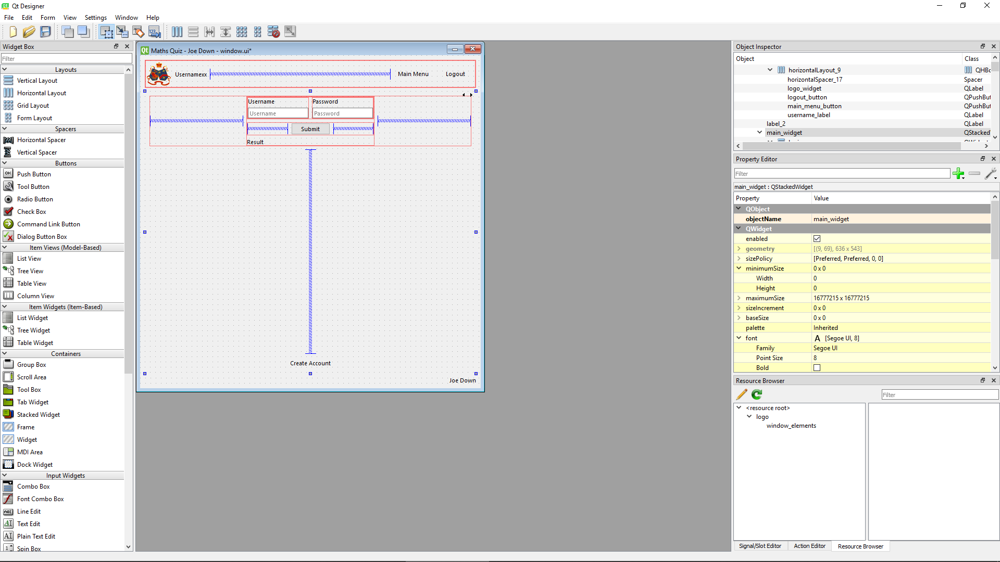 Qt Designer
File Edit Form View Settings Window Help
Widget Box
Filter
Layouts
Vertical Layout
Horizontal Layout
Grid Layout
Form Layout
Spacers
Horizontal Spacer
Vertical Spacer
Buttons
Push Button
Tool Button
Radio Button
Check Box
Command Link Button
Dialog Button Box
Item Views (Model-Based)
List View
Tree View
Table View
Column View
Item Widgets (Item-Based)
List Widget
Tree Widget
Table Widget
Containers
Group Box
Scroll Area
Tool Box
Tab Widget
Stacked Widget
Frame
Widget
MDI Area
Dock Widget
Input Widgets
Combo Box
Font Combo Box
Line Edit
Text Edit
Plain Text Edit
Spin Box
Maths Quiz - Joe Down - window.ui*
Usernamexx Main Menu Logout
Username Password
Username Password
Submit
Result
Create Account
Joe Down
Object Inspector
Object Class
horizontalLayout_9 QHBo
horizontalSpacer_17 Spacer
logo_widget QLabel
logout_button QPushBut
main_menu_button QPushBut
username_label QLabel
label_2 QLabel
main_widget QStacked
Property Editor
Filter
main_widget : QStackedWidget
Property Value
QObject
objectName main_widget
QWidget
enabled
geometry [(9, 69), 636 x 543]
sizePolicy [Preferred, Preferred, 0, 0]
minimumSize 0 x 0
Width 0
Height 0
maximumSize 16777215 x 16777215
sizeIncrement 0 x 0
baseSize 0 x 0
palette Inherited
font A [Segoe UI, 8]
Family Segoe UI
Point Size 8
Bold
Resource Browser
Filter
<resource root>
logo
window_elements
Signal/Slot Editor Action Editor Resource Browser